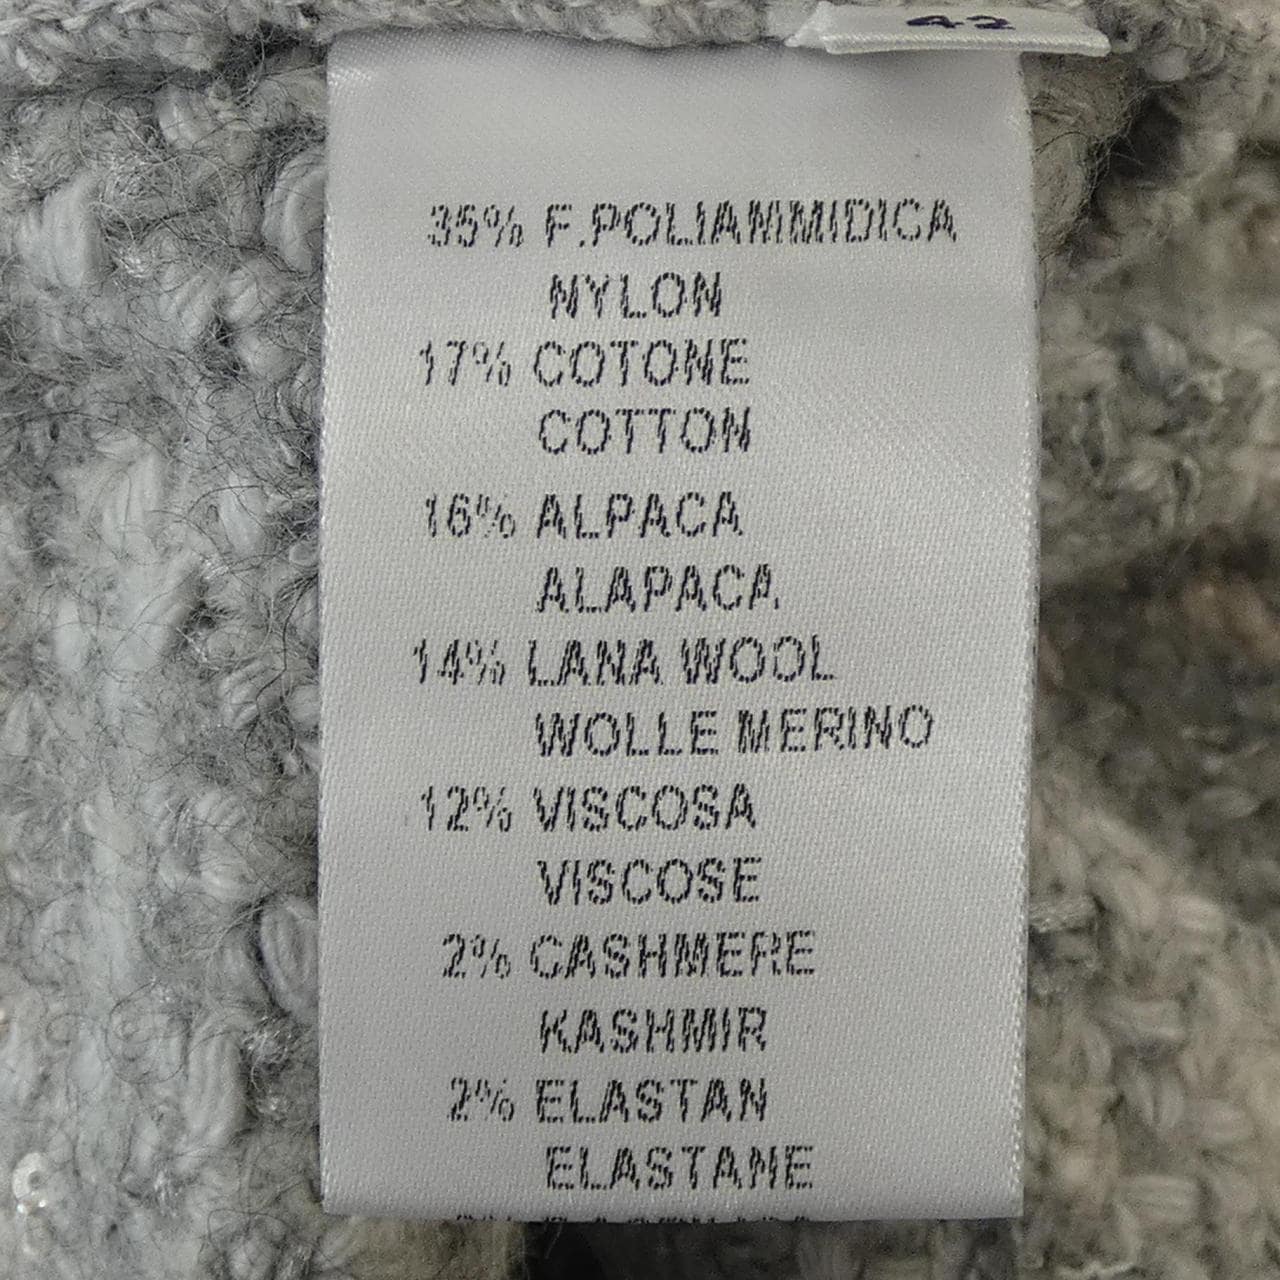 42
35% F.POLIAMMIDICA
NYLON
17% COTONE
COTTON
16% ALPACA
ALAPACA
14% LANA WOOL
WOLLE MERINO
12% VISCOSA
VISCOSE
2% CASHMERE
KASHMIR
2% ELASTAN
ELASTANE